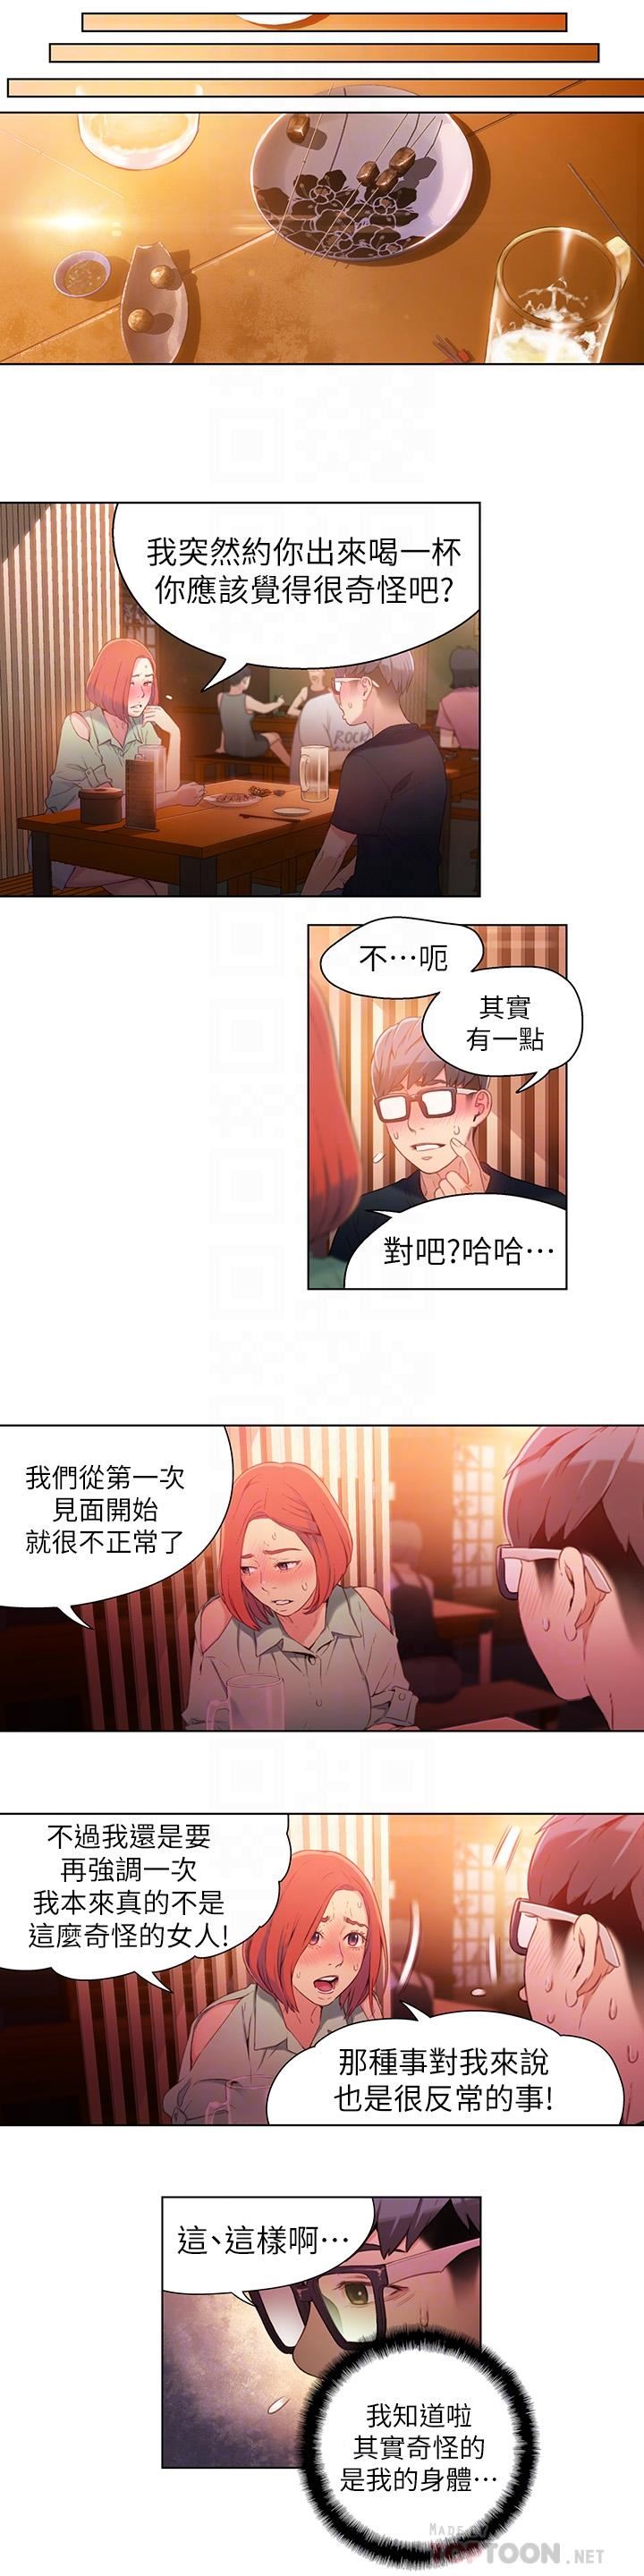 我突然約你出來喝一杯
你應該覺得很奇怪吧?
ROCK
不…呃
其實
有一點
對吧?哈哈…
我們從第一次
見面開始
就很不正常了
不過我還是要
再強調一次
我本來真的不是
這麼奇怪的女人!
那種事對我來說
也是很反常的事!
這、這樣啊…
我知道啦
其實奇怪的
是我的身體…
TOPTOON.NET